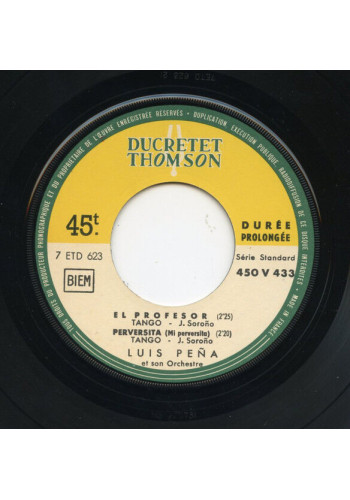 TOUS DROITS DU PRODUCTEUR PHONOGRAPHIQUE ET DU PROPRIÉTAIRE DE L'ŒUVRE ENREGISTRÉE RÉSERVÉS - DUPLICATION EXÉCUTION PUBLIQUE, RADIODIFFUSION DE CE DISQUE INTERDITES - MADE IN FRANCE
DUCRETET
THOMSON
45t.
DURÉE
PROLONGÉE
7 ETD 623
Série Standard
BIEM
450 V 433
EL PROFESOR (2'25)
TANGO - J. Soroño
PERVERSITA (Mi perversita) (2'20)
TANGO - J. Soroño
LUIS PEÑA
et son Orchestre